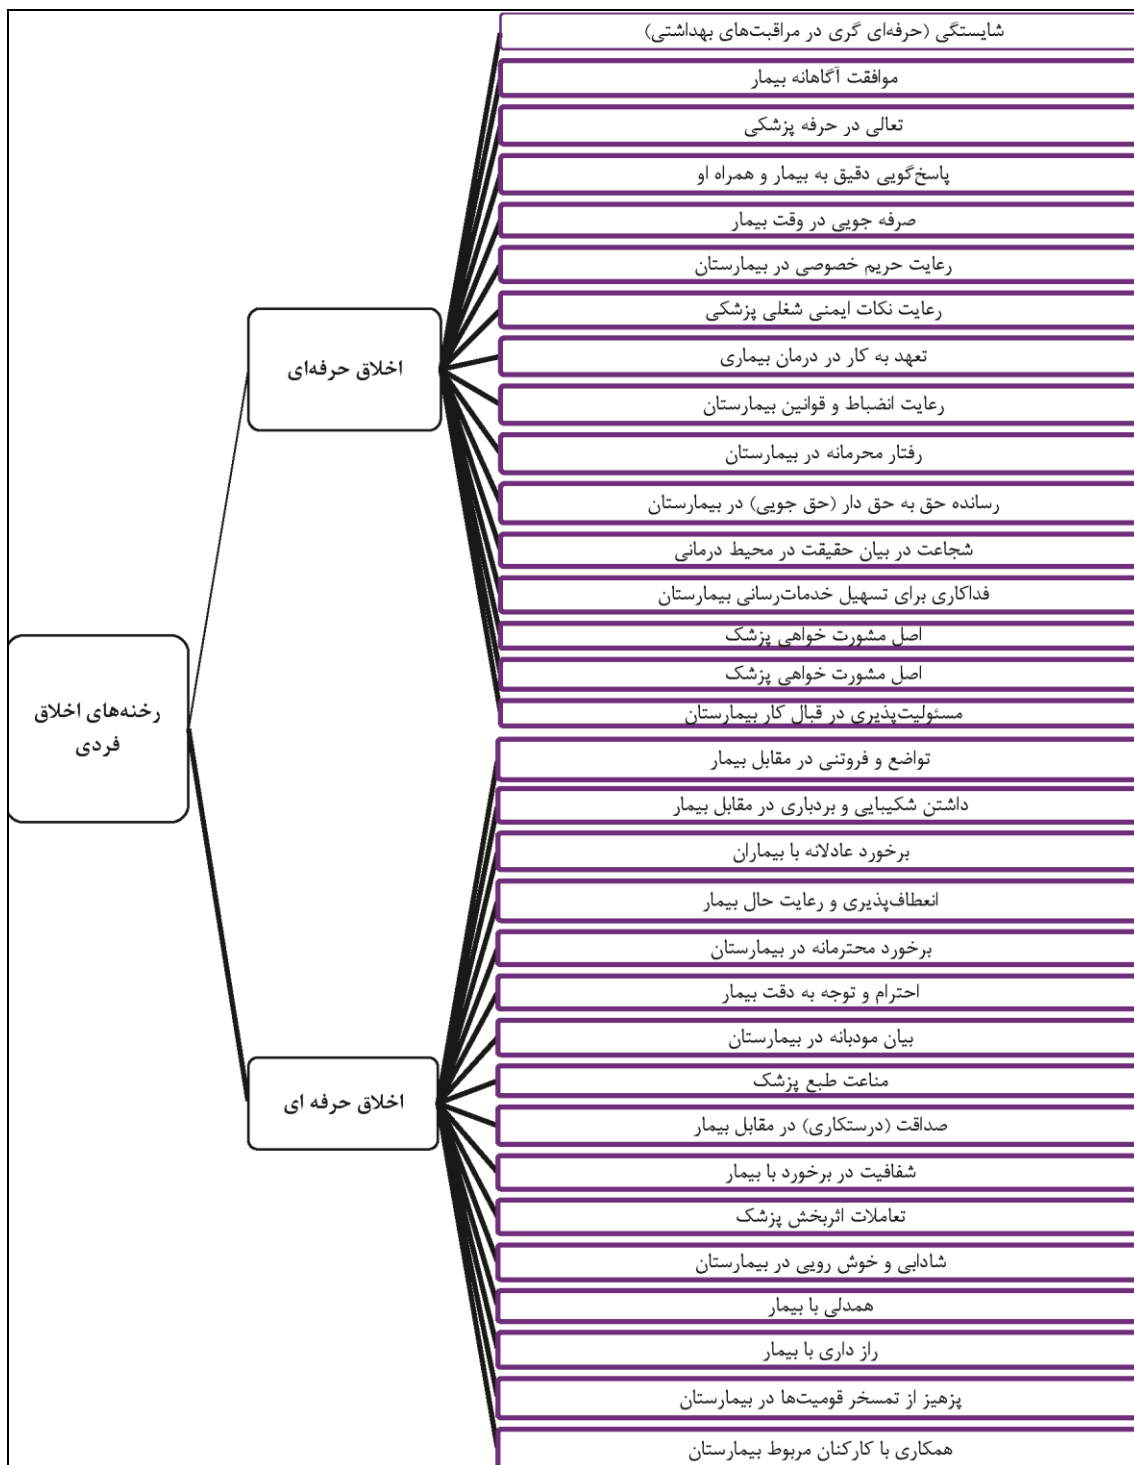 شایستگی (حرفه‌ای گری در مراقبت‌های بهداشتی)
موافقت آگاهانه بیمار
تعالی در حرفه پزشکی
پاسخ‌گویی دقیق به بیمار و همراه او
صرفه جویی در وقت بیمار
رعایت حریم خصوصی در بیمارستان
رعایت نکات ایمنی شغلی پزشکی
تعهد به کار در درمان بیماری
رعایت انضباط و قوانین بیمارستان
رفتار محرمانه در بیمارستان
رسانده حق به حق دار (حق جویی) در بیمارستان
شجاعت در بیان حقیقت در محیط درمانی
فداکاری برای تسهیل خدمات‌رسانی بیمارستان
اصل مشورت خواهی پزشک
اصل مشورت خواهی پزشک
مسئولیت‌پذیری در قبال کار بیمارستان
اخلاق حرفه‌ای
رخنه‌های اخلاق
فردی
تواضع و فروتنی در مقابل بیمار
داشتن شکیبایی و بردباری در مقابل بیمار
برخورد عادلانه با بیماران
انعطاف‌پذیری و رعایت حال بیمار
برخورد محترمانه در بیمارستان
احترام و توجه به دقت بیمار
بیان مودبانه در بیمارستان
مناعت طبع پزشک
صداقت (درستکاری) در مقابل بیمار
شفافیت در برخورد با بیمار
تعاملات اثربخش پزشک
شادابی و خوش رویی در بیمارستان
همدلی با بیمار
راز داری با بیمار
پزهیز از تمسخر قومیت‌ها در بیمارستان
همکاری با کارکنان مربوط بیمارستان
اخلاق حرفه ای